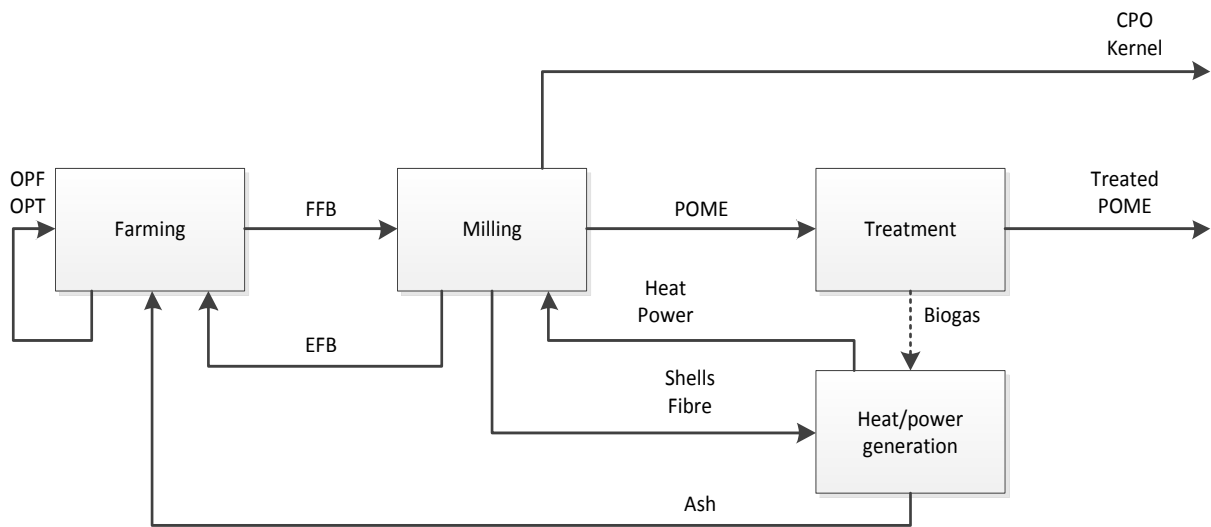 CPO
Kernel
OPF
OPT
Farming
FFB
Milling
POME
Treatment
Treated
POME
Heat
Power
Biogas
EFB
Shells
Fibre
Heat/power
generation
Ash